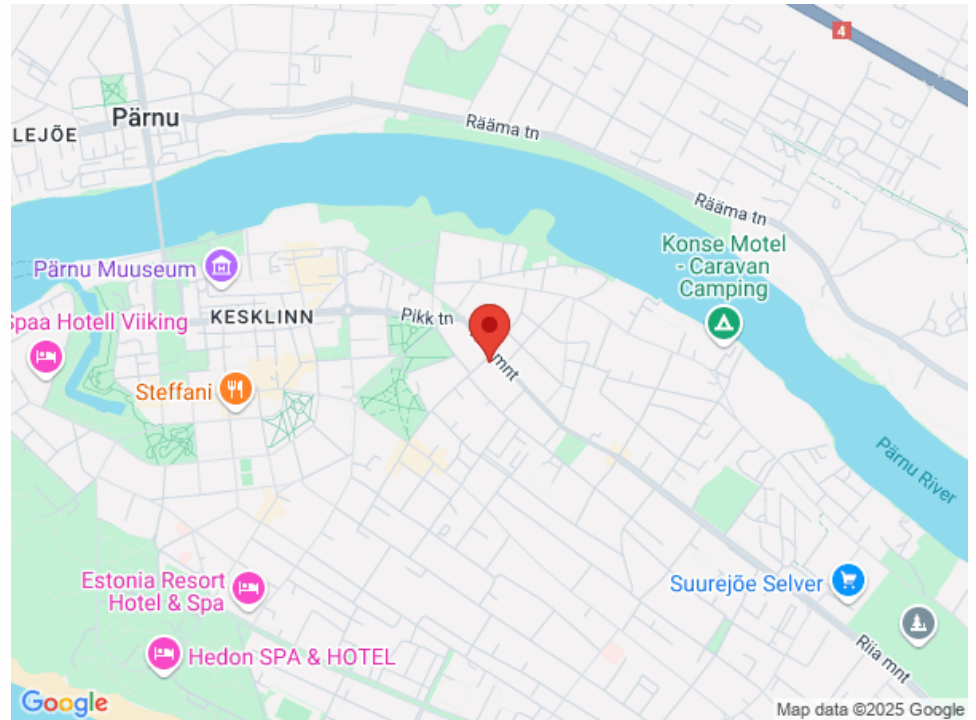 4
Pärnu
LEJÕE
Rääma tn
Rääma tn
Konse Motel
- Caravan
Camping
Pärnu Muuseum
KESKLINN
Pikk tn
Spaa Hotell Viiking
mnt
Steffani
Pärnu River
Estonia Resort
Hotel & Spa
Suurejõe Selver
Hedon SPA & HOTEL
Riia mnt
Google
Map data ©2025 Google